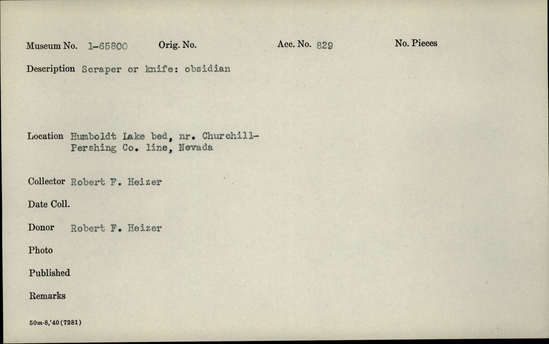 Museum No. 1-65800 Orig. No. Acc. No. 829 No. Pieces
Description Scraper or knife: obsidian
Location Humboldt Lake bed, nr. Churchill-
Pershing Co. line, Nevada
Collector Robert F. Heizer
Date Coll.
Donor Robert F. Heizer
Photo
Published
Remarks
50m-8,'40(7281)